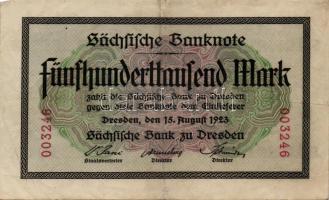 Sächsische Banknote
Fünfhunderttausend Mark
zahlt die Sächsische Bank zu Dresden
gegen diese Banknote dem Einlieferer
Dresden, den 15. August 1923
Sächsische Bank zu Dresden
Staatsvertreter Direktor Direktor
003246
003246